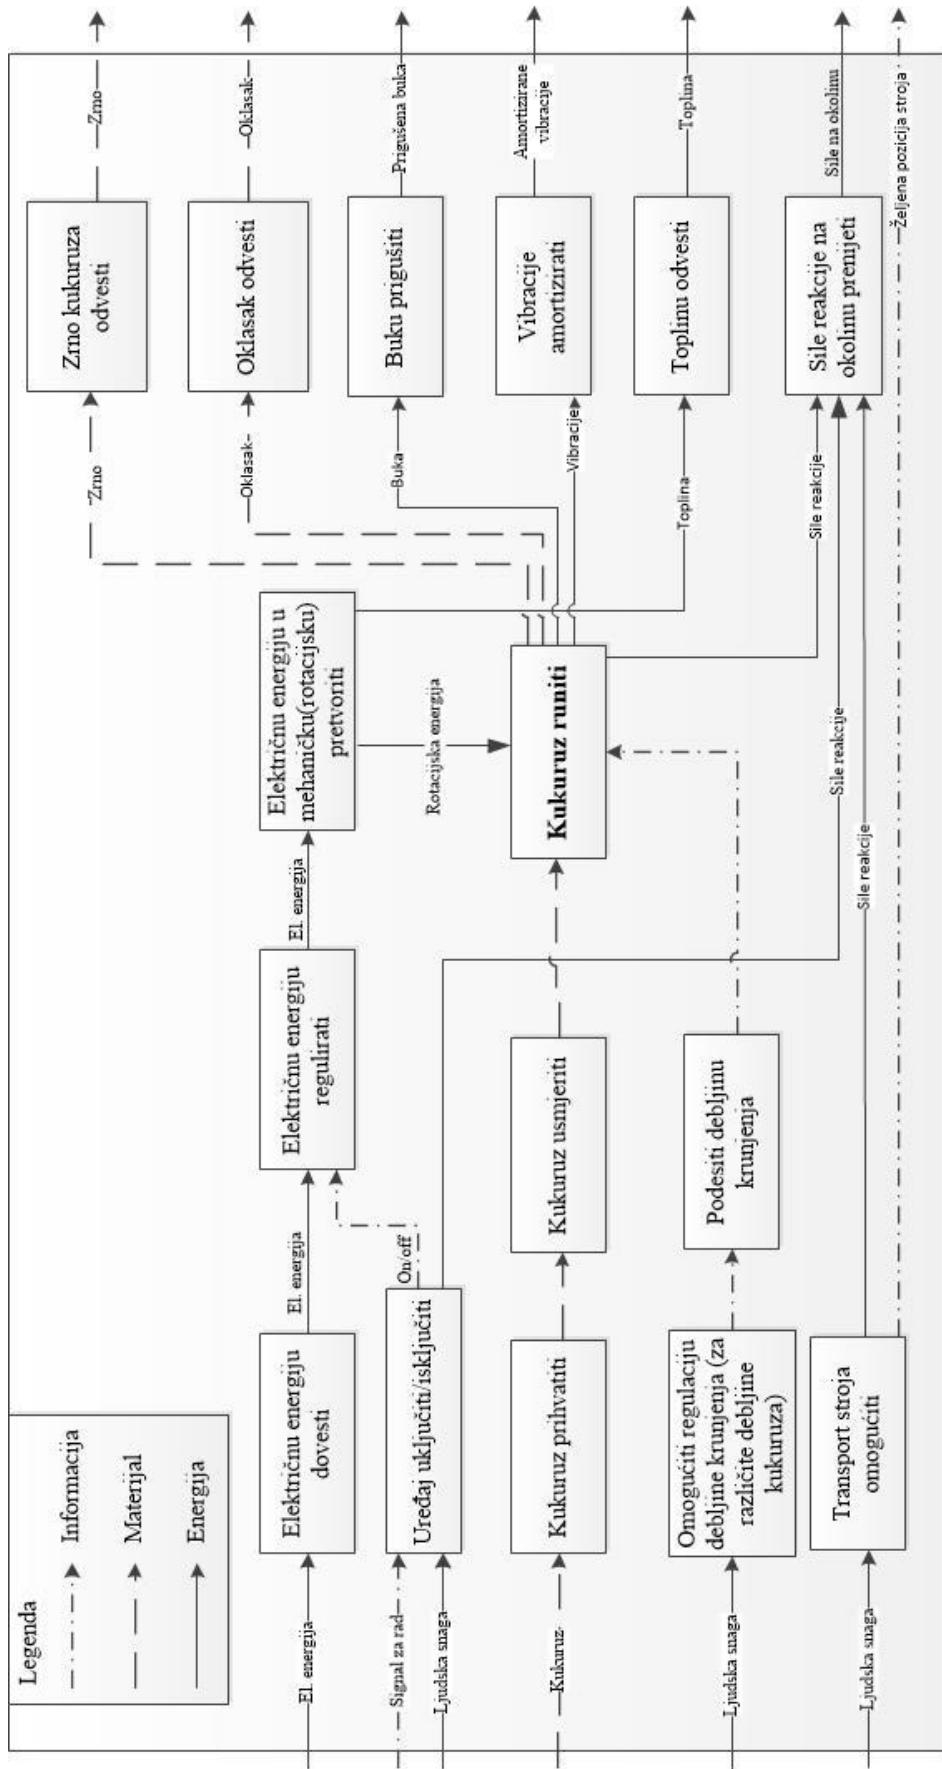 Legenda
Informacija
Materijal
Energija
El. energija
Električnu energiju
dovesti
El. energija
Električnu energiju
regulirati
El. energija
Električnu energiju u
mehaničku(rotacijsku)
pretvoriti
Signal za rad
Ljudska snaga
Uređaj uključiti/isključiti
On/off
Rotacijska energija
Kukuruz
Kukuruz prihvatiti
Kukuruz usmjeriti
Kukuruz runiti
Ljudska snaga
Omogućiti regulaciju
debljine krunjenja (za
različite debljine
kukuruza)
Podesiti debljinu
krunjenja
Ljudska snaga
Transport stroja
omogućiti
Zrno
Zrno kukuruza
odvesti
Zrno
Oklasak
Oklasak odvesti
Oklasak
Buka
Buku prigušiti
Prigušena buka
Vibracije
Vibracije
amortizirati
Amortizirane
vibracije
Toplina
Toplinu odvesti
Toplina
Sile reakcije
Sile reakcije
Sile reakcije
Sile reakcije na
okolinu prenijeti
Sile na okolinu
Željena pozicija stroja